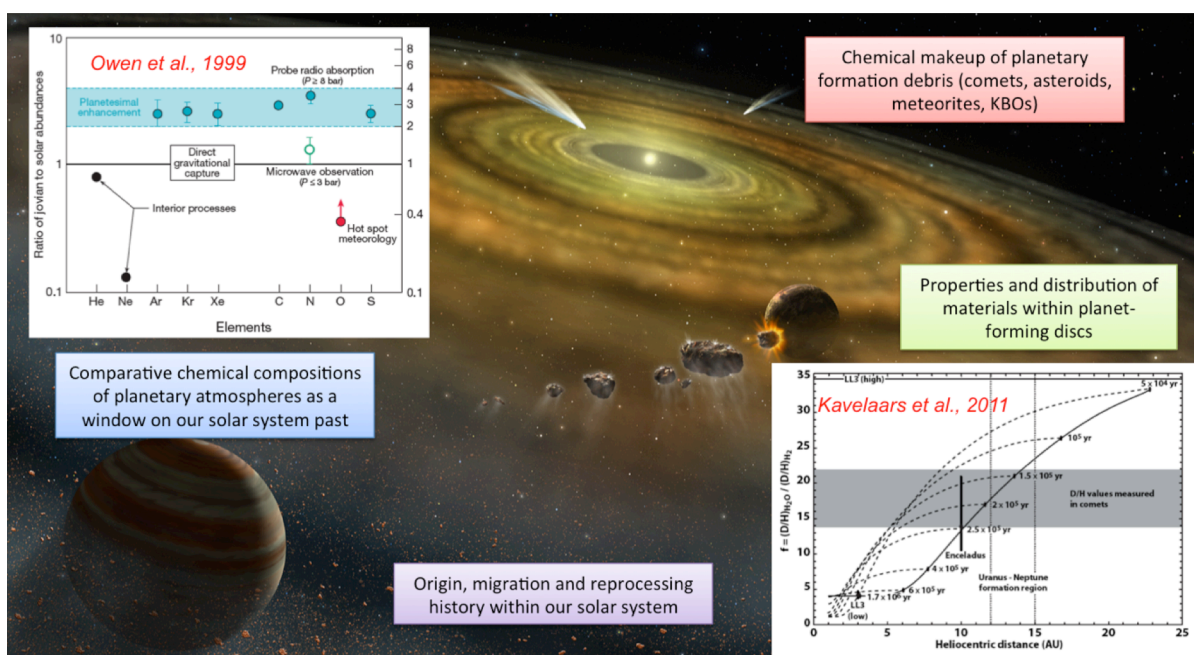 Owen et al., 1999
10
1
0.1
Ratio of jovian to solar abundances
8
6
4
3
2
1
0.4
0.1
Probe radio absorption
(P ≥ 8 bar)
Planetesimal
enhancement
Direct
gravitational
capture
Microwave observation
(P ≤ 3 bar)
Interior processes
Hot spot
meteorology
He Ne Ar Kr Xe C N O S
Elements
Chemical makeup of planetary
formation debris (comets, asteroids,
meteorites, KBOs)
Properties and distribution of
materials within planet-
forming discs
Comparative chemical compositions
of planetary atmospheres as a
window on our solar system past
Origin, migration and reprocessing
history within our solar system
Kavelaars et al., 2011
35
30
25
20
15
10
5
0
f = (D/H)H₂O / (D/H)H₂
LL3 (high)
5 x 10⁴ yr
10⁵ yr
1.5 x 10⁵ yr
D/H values measured
in comets
2 x 10⁵ yr
2.5 x 10⁵ yr
Enceladus
4 x 10⁵ yr
Uranus - Neptune
formation region
6 x 10⁵ yr
LL3
(low)
0 5 10 15 20 25
Heliocentric distance (AU)